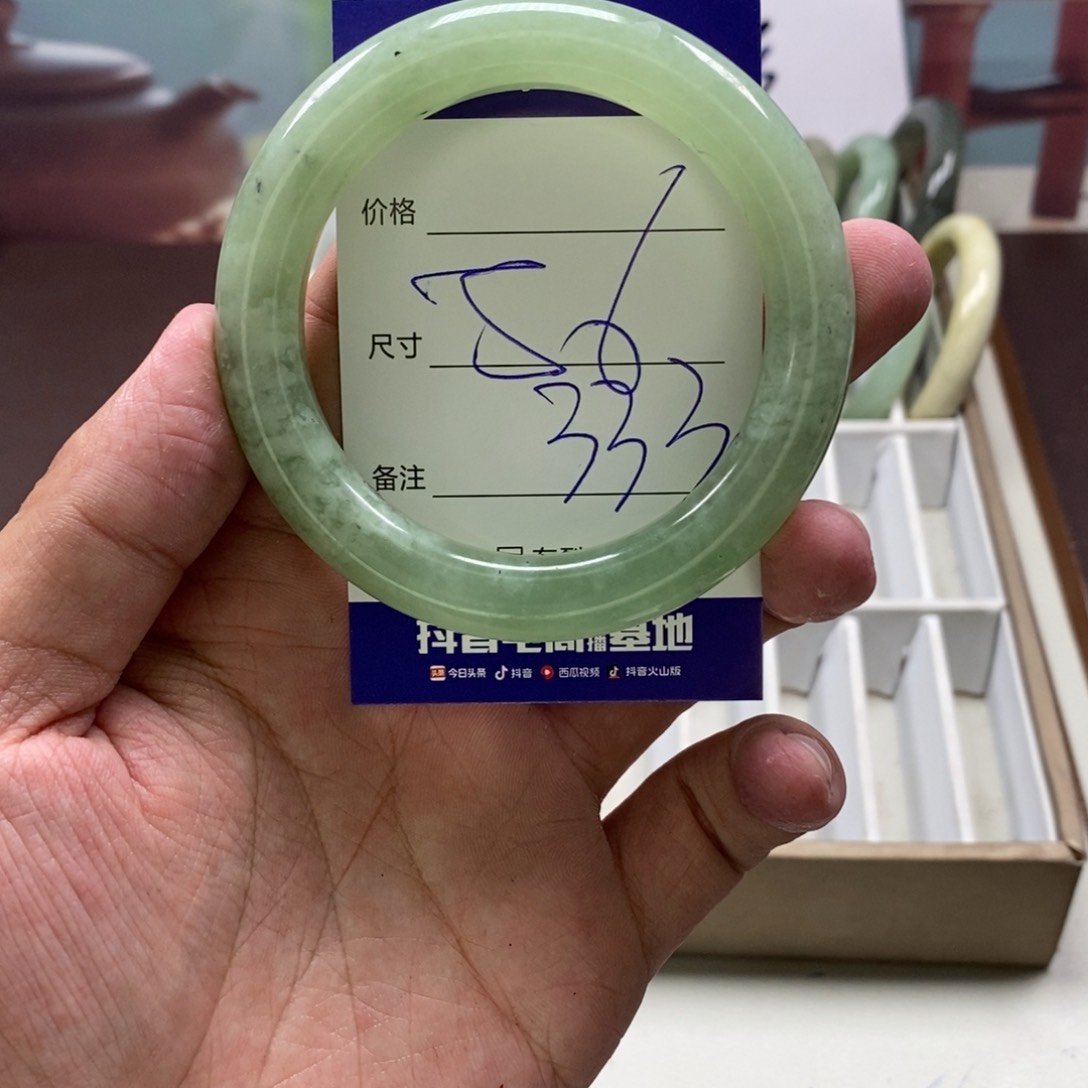 价格
56
尺寸
333
备注
抖音电商直播基地
今日头条 抖音 西瓜视频 抖音火山版